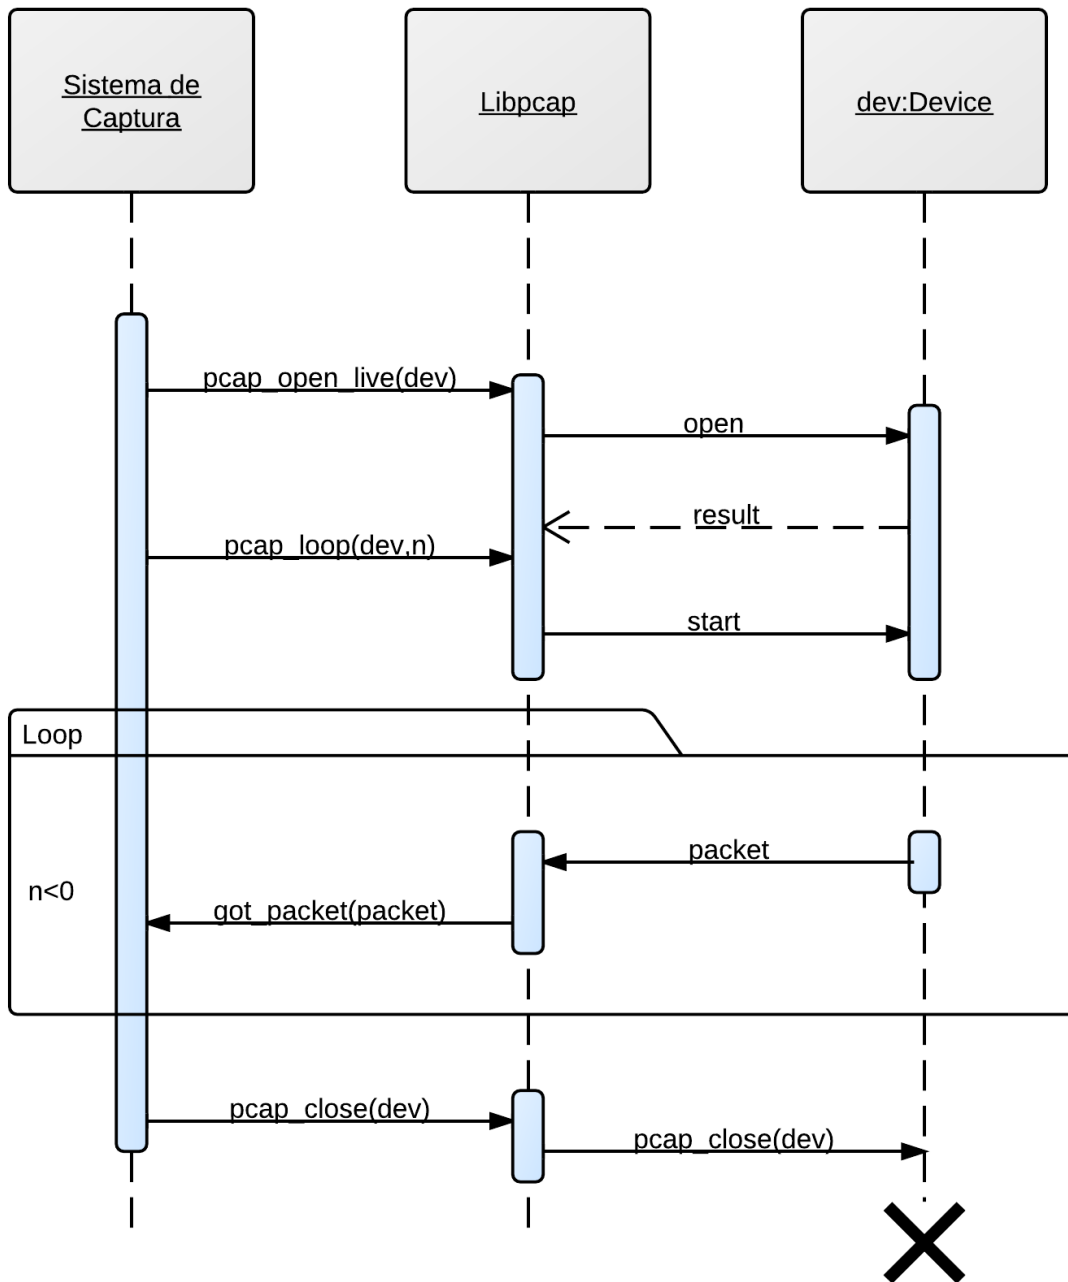 Sistema de
Captura
Libpcap
dev:Device
pcap_open_live(dev)
open
result
pcap_loop(dev,n)
start
Loop
packet
n<0
got_packet(packet)
pcap_close(dev)
pcap_close(dev)